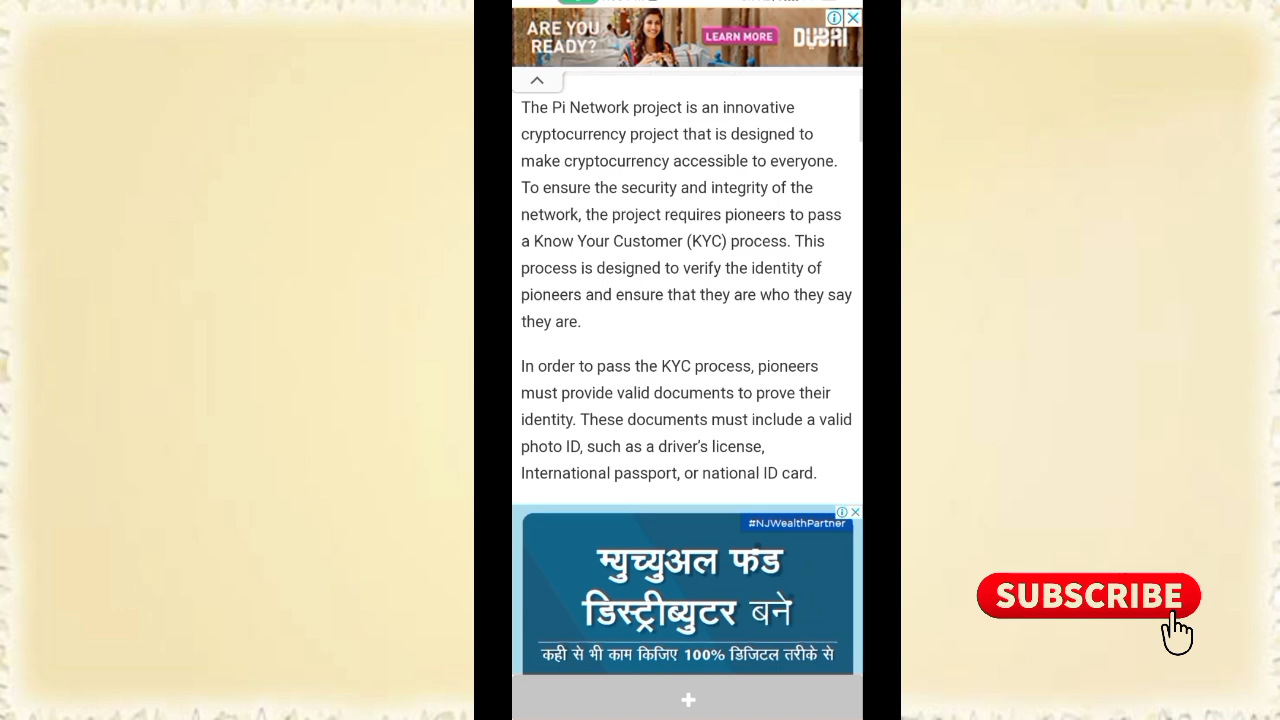 ARE YOU
READY?
LEARN MORE
DUBAI
The Pi Network project is an innovative
cryptocurrency project that is designed to
make cryptocurrency accessible to everyone.
To ensure the security and integrity of the
network, the project requires pioneers to pass
a Know Your Customer (KYC) process. This
process is designed to verify the identity of
pioneers and ensure that they are who they say
they are.
In order to pass the KYC process, pioneers
must provide valid documents to prove their
identity. These documents must include a valid
photo ID, such as a driver’s license,
International passport, or national ID card.
#NJWealthPartner
म्युच्युअल फंड
डिस्ट्रीब्युटर बने
कही से भी काम किजिए 100% डिजिटल तरीके से
SUBSCRIBE